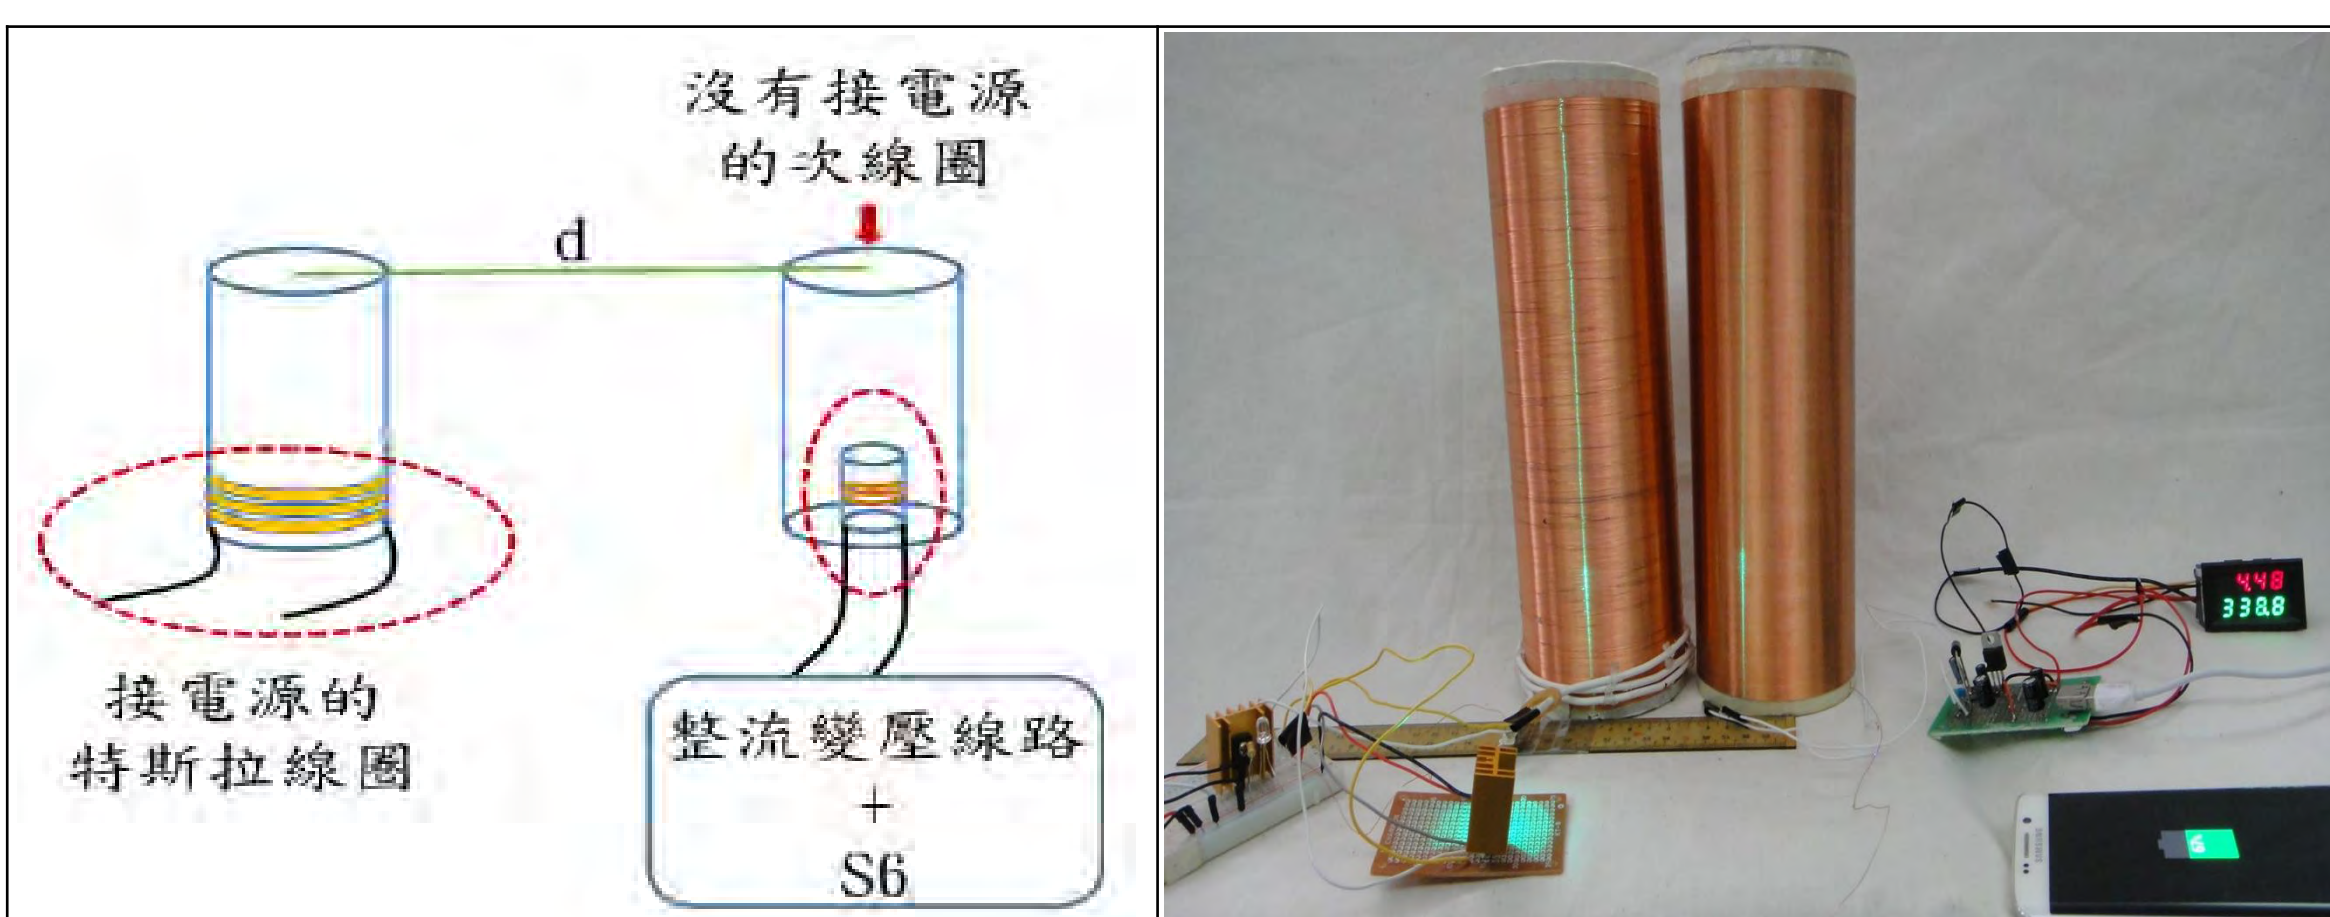 沒有接電源
的次線圈
d
接電源的
特斯拉線圈
整流變壓線路
+
S6
4.48
338.8
SAMSUNG